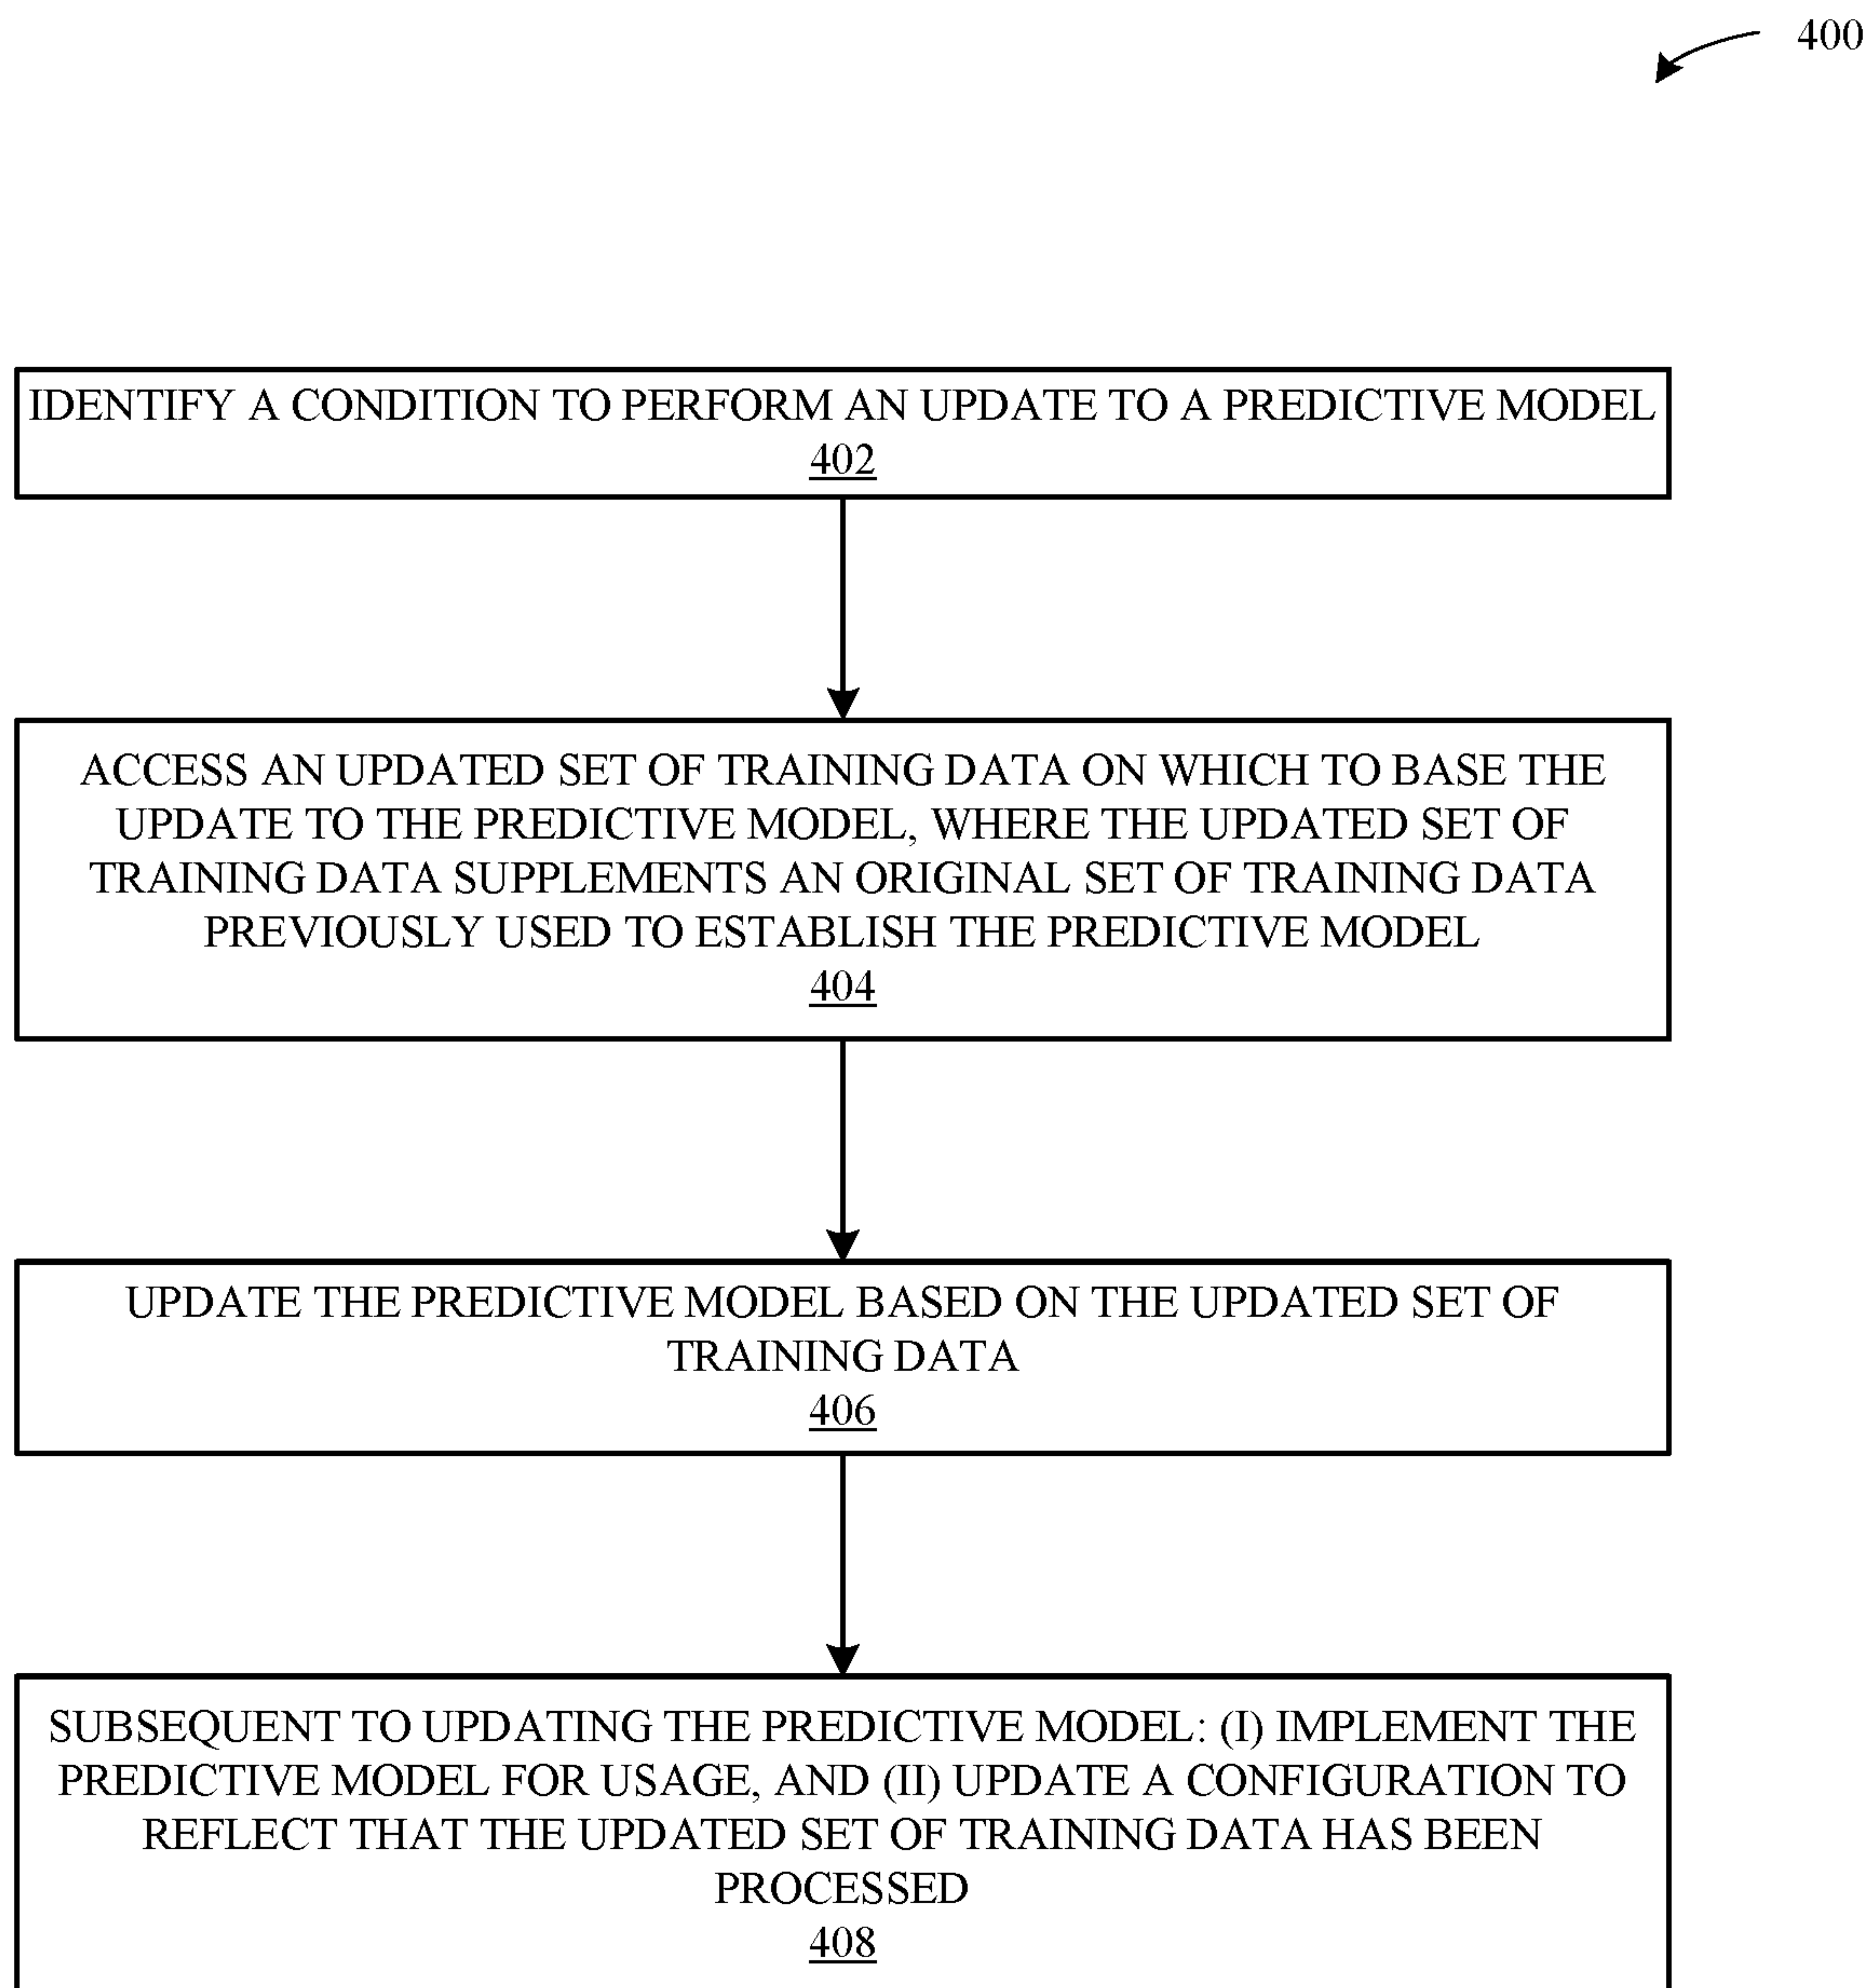 400
IDENTIFY A CONDITION TO PERFORM AN UPDATE TO A PREDICTIVE MODEL
402
ACCESS AN UPDATED SET OF TRAINING DATA ON WHICH TO BASE THE
UPDATE TO THE PREDICTIVE MODEL, WHERE THE UPDATED SET OF
TRAINING DATA SUPPLEMENTS AN ORIGINAL SET OF TRAINING DATA
PREVIOUSLY USED TO ESTABLISH THE PREDICTIVE MODEL
404
UPDATE THE PREDICTIVE MODEL BASED ON THE UPDATED SET OF
TRAINING DATA
406
SUBSEQUENT TO UPDATING THE PREDICTIVE MODEL: (I) IMPLEMENT THE
PREDICTIVE MODEL FOR USAGE, AND (II) UPDATE A CONFIGURATION TO
REFLECT THAT THE UPDATED SET OF TRAINING DATA HAS BEEN
PROCESSED
408